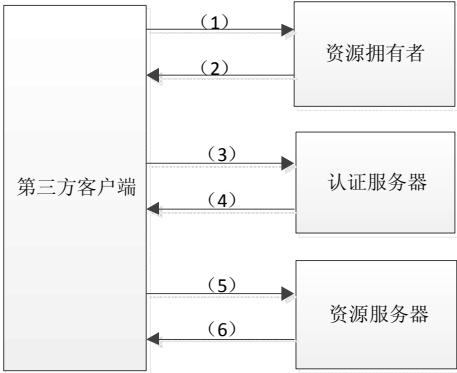 （1）
资源拥有者
（2）
（3）
第三方客户端
认证服务器
（4）
（5）
资源服务器
（6）